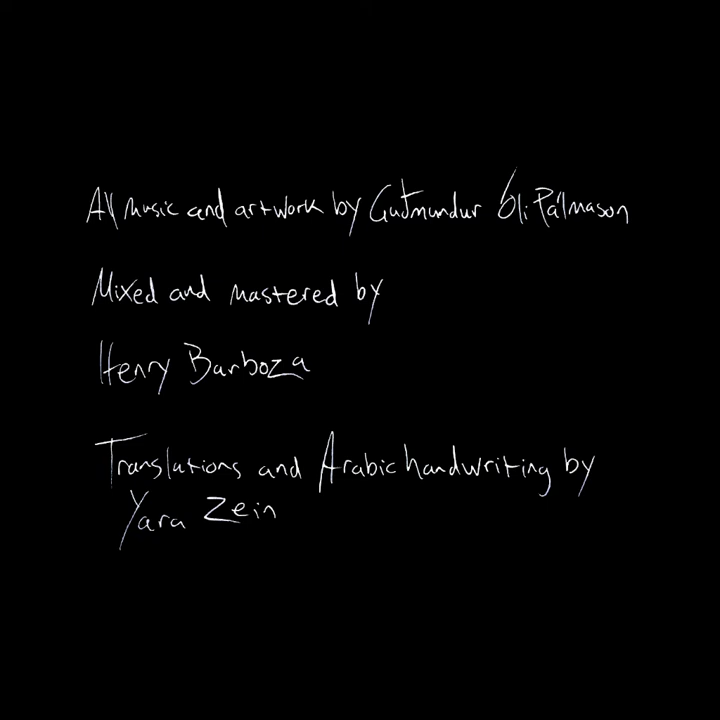 All music and artwork by Guðmundur Óli Pálmason
Mixed and mastered by
Henry Barboza
Translations and Arabic handwriting by
Yara Zein